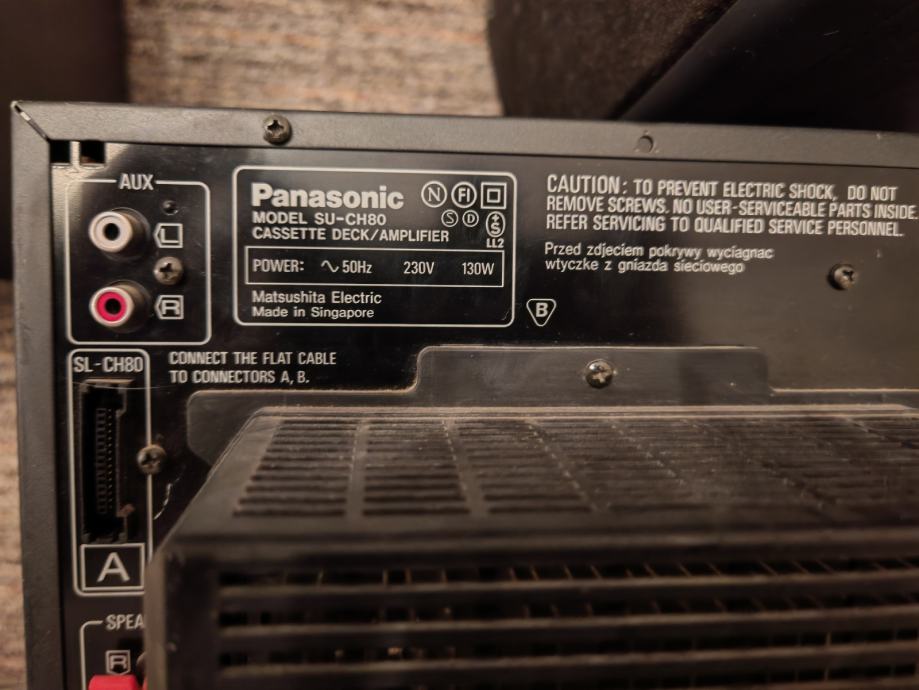 AUX
L
R
Panasonic
N FI
S D S
MODEL SU-CH80
CASSETTE DECK/AMPLIFIER
LL2
POWER: ∿ 50Hz 230V 130W
Matsushita Electric
Made in Singapore
B
CAUTION: TO PREVENT ELECTRIC SHOCK, DO NOT
REMOVE SCREWS. NO USER-SERVICEABLE PARTS INSIDE.
REFER SERVICING TO QUALIFIED SERVICE PERSONNEL.
Przed zdjeciem pokrywy wyciagnac
wtyczke z gniazda sieciowego
SL-CH80
CONNECT THE FLAT CABLE
TO CONNECTORS A, B.
A
SPEA
R